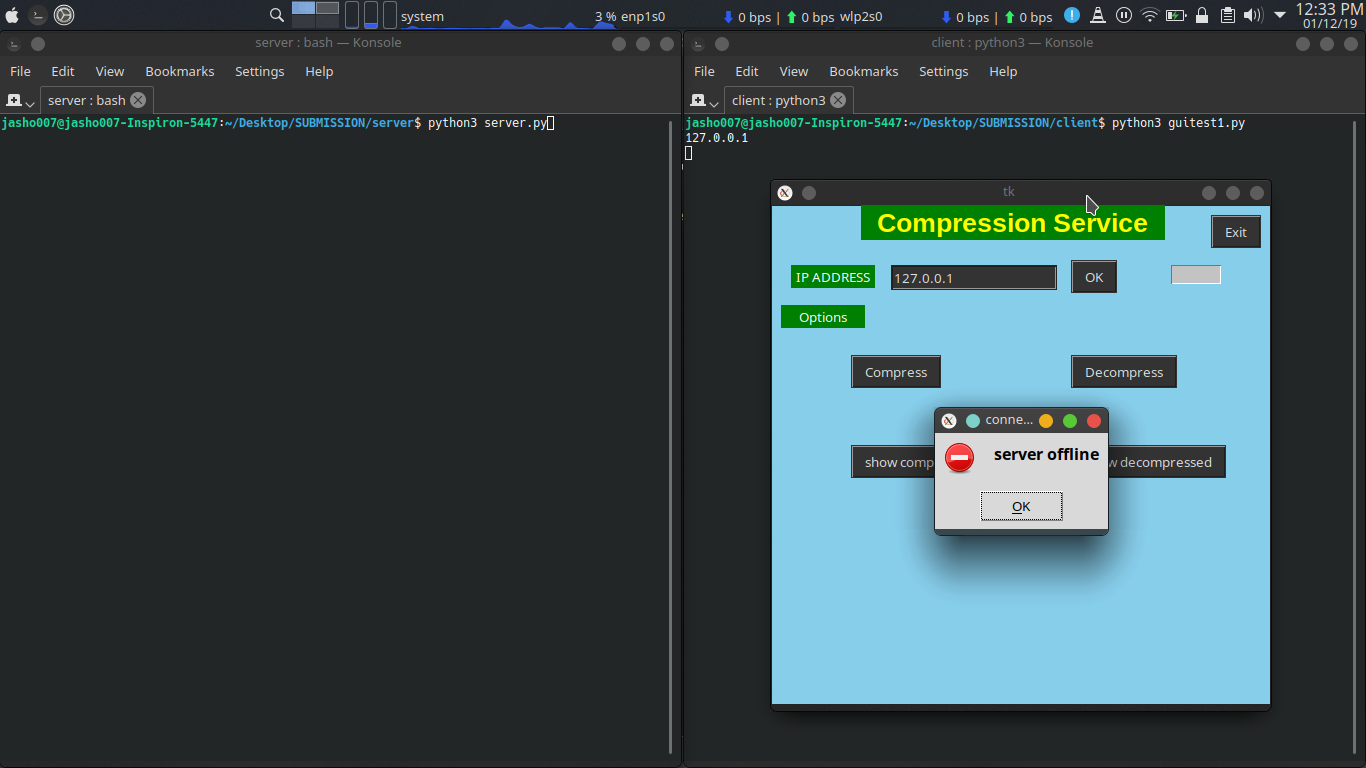 system 3 % enp1s0 0 bps | 0 bps wlp2s0 0 bps | 0 bps 12:33 PM
01/12/19
server : bash — Konsole
File Edit View Bookmarks Settings Help
server : bash
jasho007@jasho007-Inspiron-5447:~/Desktop/SUBMISSION/server$ python3 server.py
client : python3 — Konsole
File Edit View Bookmarks Settings Help
client : python3
jasho007@jasho007-Inspiron-5447:~/Desktop/SUBMISSION/client$ python3 guitest1.py
127.0.0.1
tk
Compression Service
Exit
IP ADDRESS 127.0.0.1 OK
Options
Compress Decompress
show comp w decompressed
conne...
server offline
OK